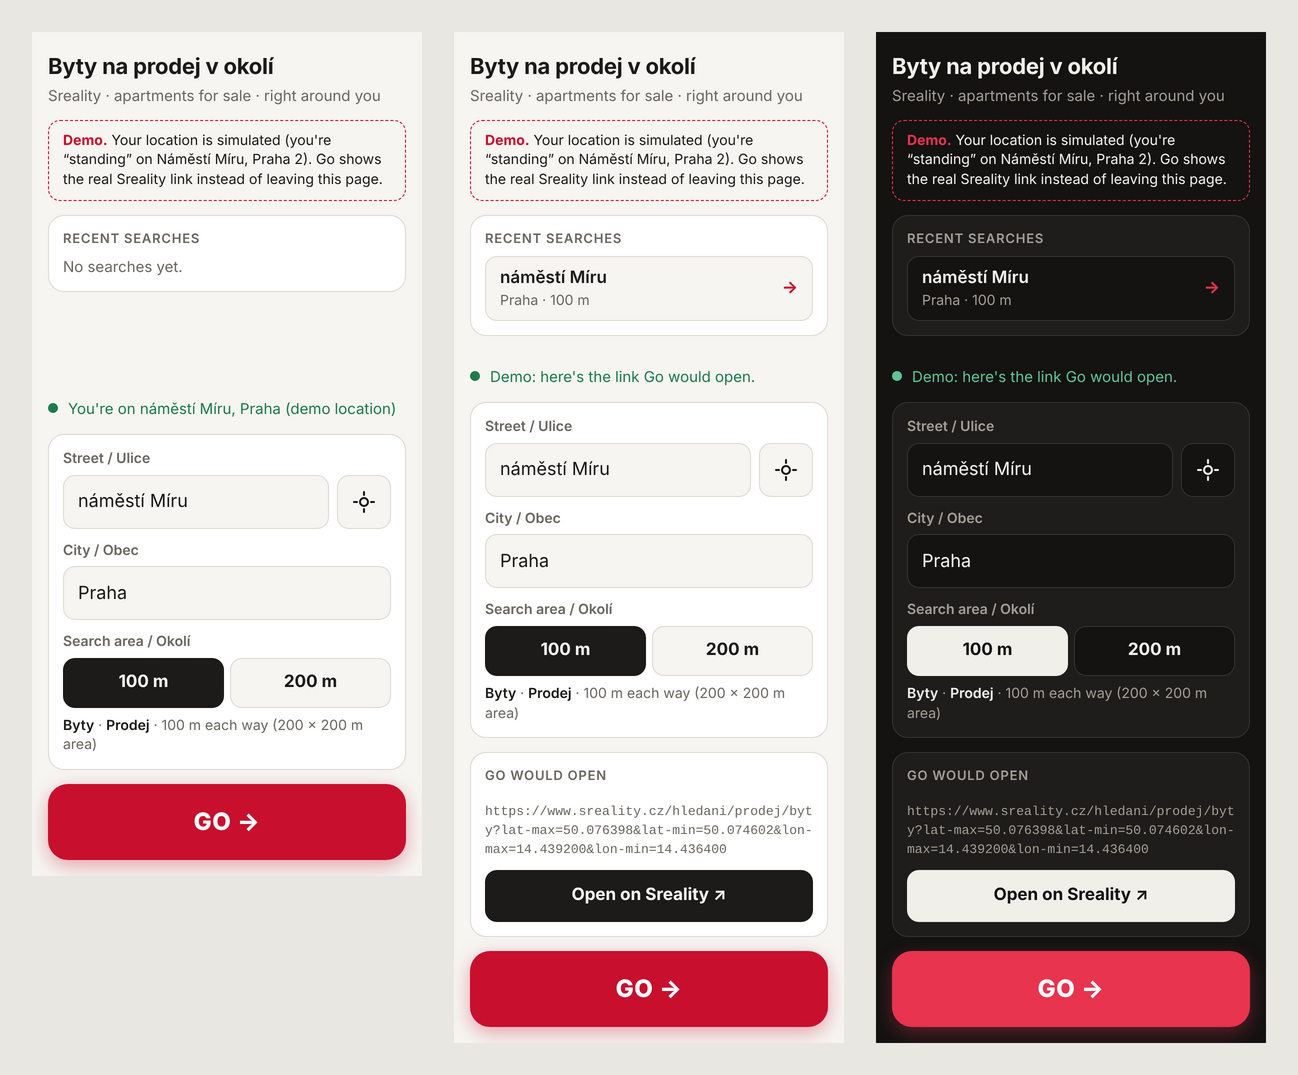 Byty na prodej v okolí
Sreality · apartments for sale · right around you
Demo. Your location is simulated (you're
“standing” on Náměstí Míru, Praha 2). Go shows
the real Sreality link instead of leaving this page.
RECENT SEARCHES
No searches yet.
You're on náměstí Míru, Praha (demo location)
Street / Ulice
náměstí Míru
City / Obec
Praha
Search area / Okolí
100 m
200 m
Byty · Prodej · 100 m each way (200 × 200 m
area)
GO →
Byty na prodej v okolí
Sreality · apartments for sale · right around you
Demo. Your location is simulated (you're
“standing” on Náměstí Míru, Praha 2). Go shows
the real Sreality link instead of leaving this page.
RECENT SEARCHES
náměstí Míru
Praha · 100 m
→
Demo: here's the link Go would open.
Street / Ulice
náměstí Míru
City / Obec
Praha
Search area / Okolí
100 m
200 m
Byty · Prodej · 100 m each way (200 × 200 m
area)
GO WOULD OPEN
https://www.sreality.cz/hledani/prodej/byt
y?lat-max=50.076398&lat-min=50.074602&lon-
max=14.439200&lon-min=14.436400
Open on Sreality ↗
GO →
Byty na prodej v okolí
Sreality · apartments for sale · right around you
Demo. Your location is simulated (you're
“standing” on Náměstí Míru, Praha 2). Go shows
the real Sreality link instead of leaving this page.
RECENT SEARCHES
náměstí Míru
Praha · 100 m
→
Demo: here's the link Go would open.
Street / Ulice
náměstí Míru
City / Obec
Praha
Search area / Okolí
100 m
200 m
Byty · Prodej · 100 m each way (200 × 200 m
area)
GO WOULD OPEN
https://www.sreality.cz/hledani/prodej/byt
y?lat-max=50.076398&lat-min=50.074602&lon-
max=14.439200&lon-min=14.436400
Open on Sreality ↗
GO →